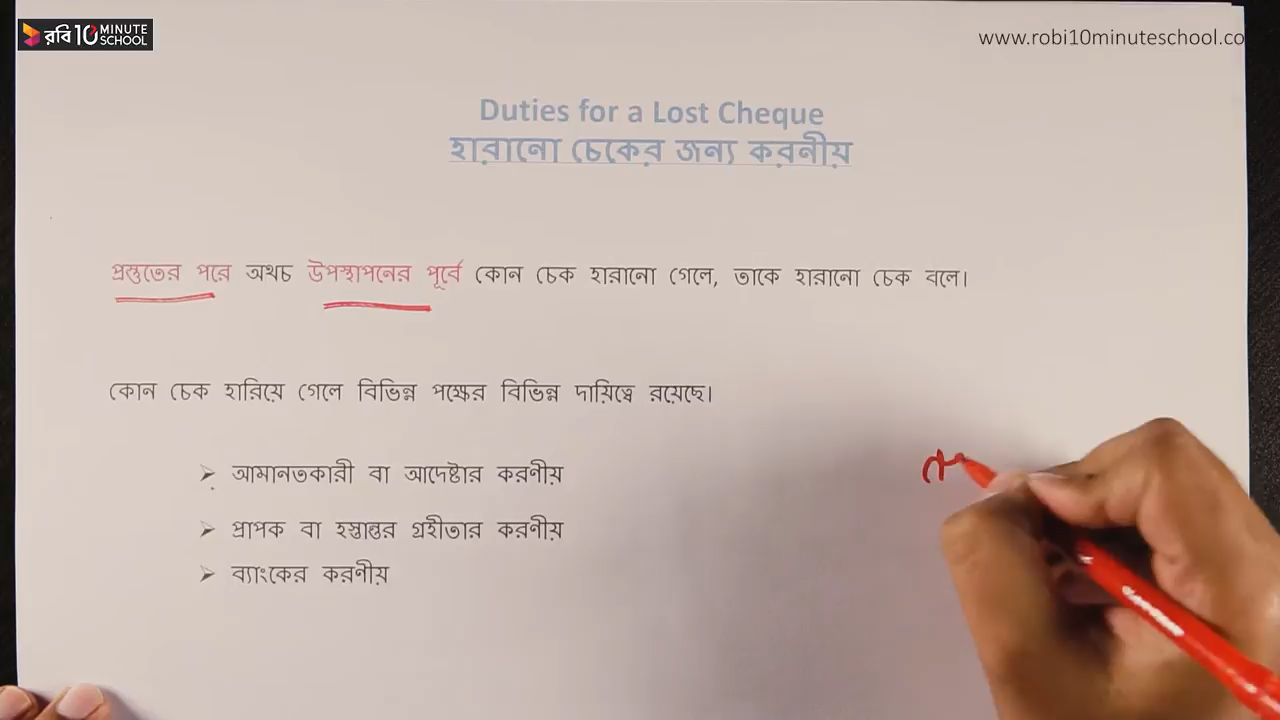 রবি 10 MINUTE SCHOOL
www.robi10minuteschool.co
Duties for a Lost Cheque
হারানো চেকের জন্য করনীয়
প্রস্তুতের পরে অথচ উপস্থাপনের পূর্বে কোন চেক হারানো গেলে, তাকে হারানো চেক বলে।
কোন চেক হারিয়ে গেলে বিভিন্ন পক্ষের বিভিন্ন দায়িত্বে রয়েছে।
➢ আমানতকারী বা আদেষ্টার করণীয়
➢ প্রাপক বা হস্তান্তর গ্রহীতার করণীয়
➢ ব্যাংকের করণীয়